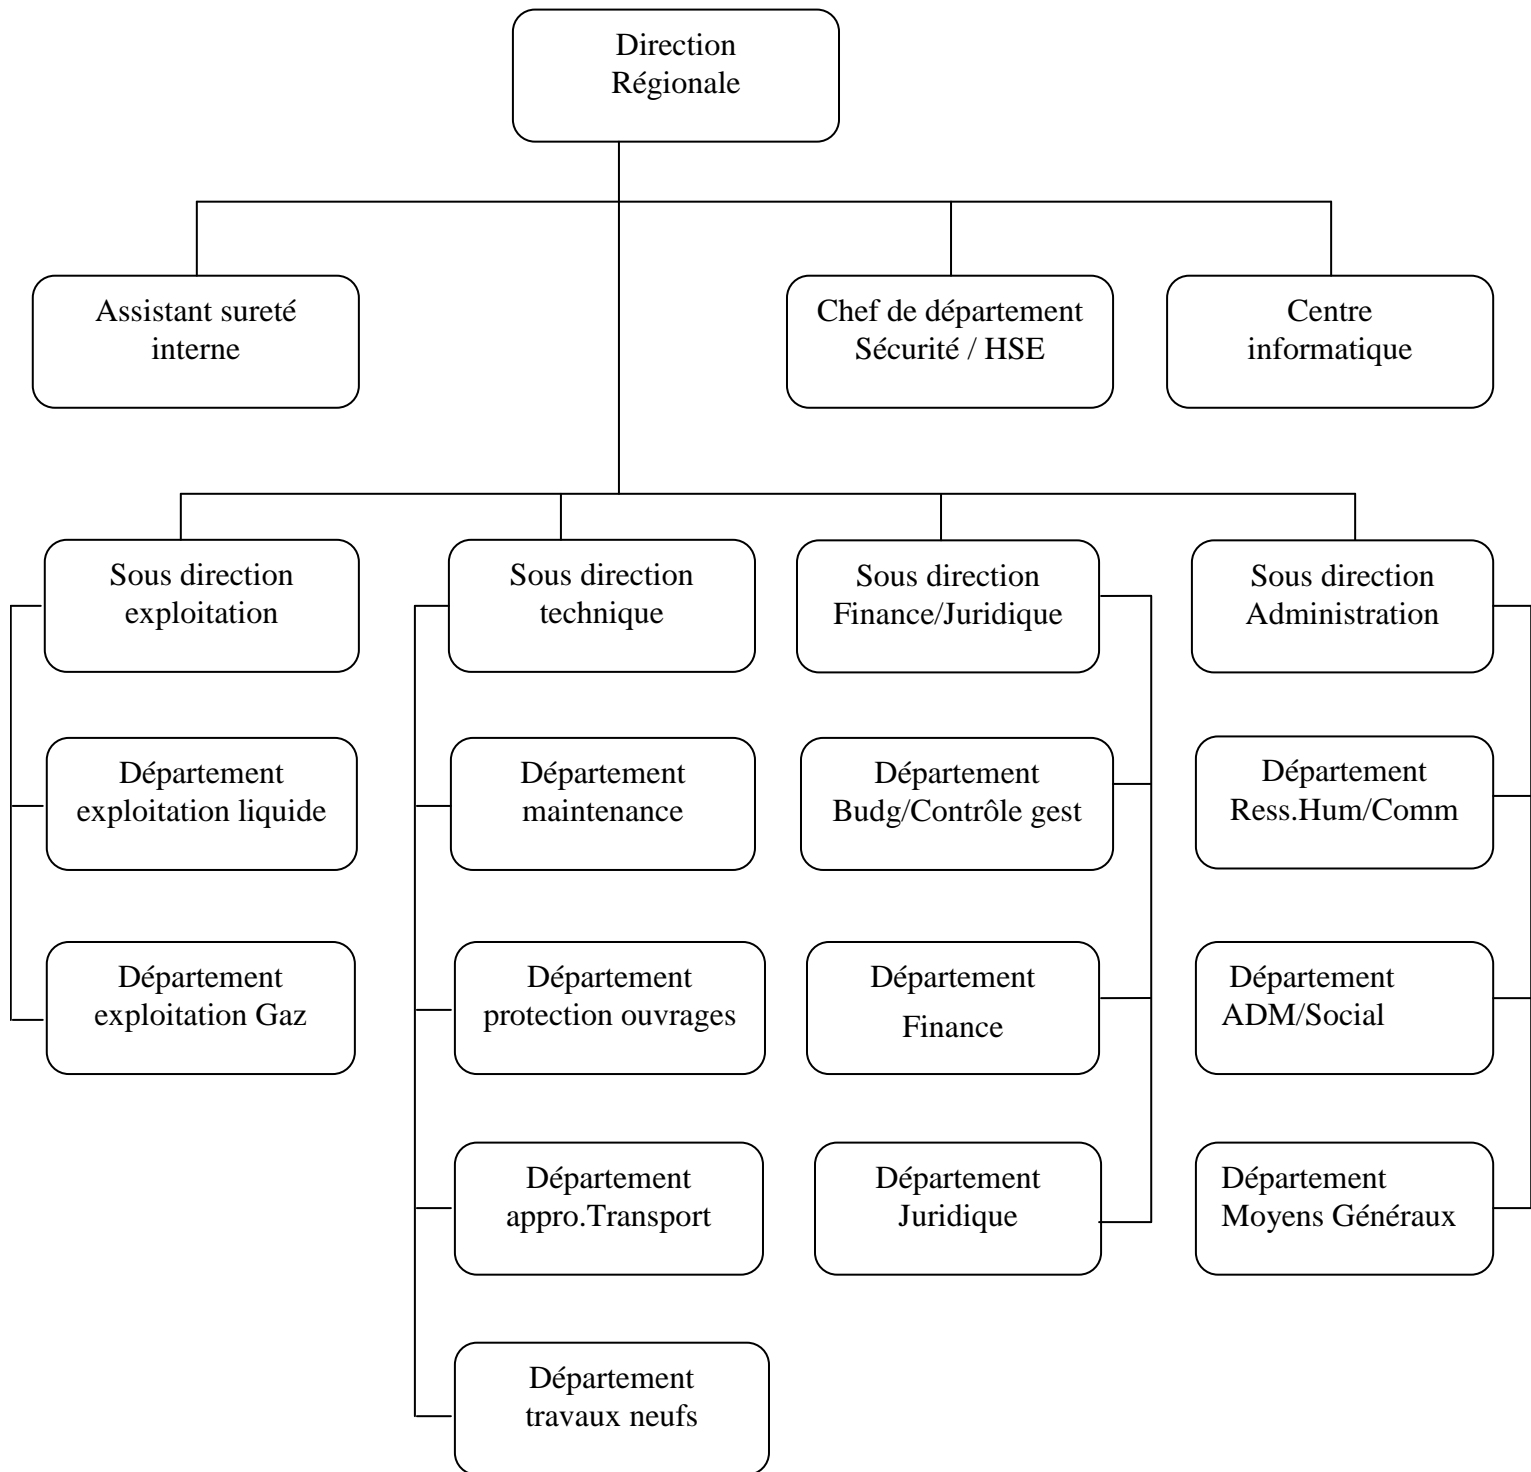 Direction
Régionale
Assistant sureté
interne
Chef de département
Sécurité / HSE
Centre
informatique
Sous direction
exploitation
Sous direction
technique
Sous direction
Finance/Juridique
Sous direction
Administration
Département
exploitation liquide
Département
maintenance
Département
Budg/Contrôle gest
Département
Ress.Hum/Comm
Département
exploitation Gaz
Département
protection ouvrages
Département
Finance
Département
ADM/Social
Département
appro.Transport
Département
Juridique
Département
Moyens Généraux
Département
travaux neufs